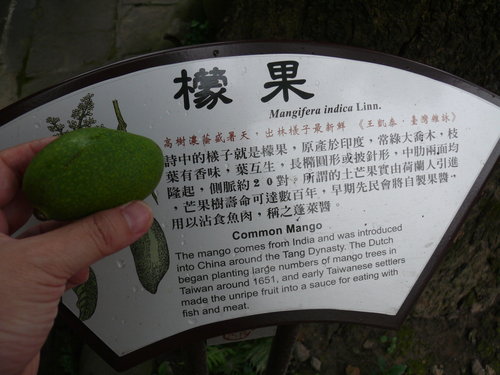 檬果
Mangifera indica Linn.
高樹濃蔭盛暑天，出林樣子最新鮮《王凱泰．臺灣雜詠》
詩中的樣子就是檬果，原產於印度，常綠大喬木，枝
葉有香味，葉互生，長橢圓形或披針形，中肋兩面均
隆起，側脈約20對。所謂的土芒果實由荷蘭人引進
，芒果樹壽命可達數百年，早期先民會將自製果醬，
用以沾食魚肉，稱之蓬萊醬。
Common Mango
The mango comes from India and was introduced
into China around the Tang Dynasty. The Dutch
began planting large numbers of mango trees in
Taiwan around 1651, and early Taiwanese settlers
made the unripe fruit into a sauce for eating with
fish and meat.